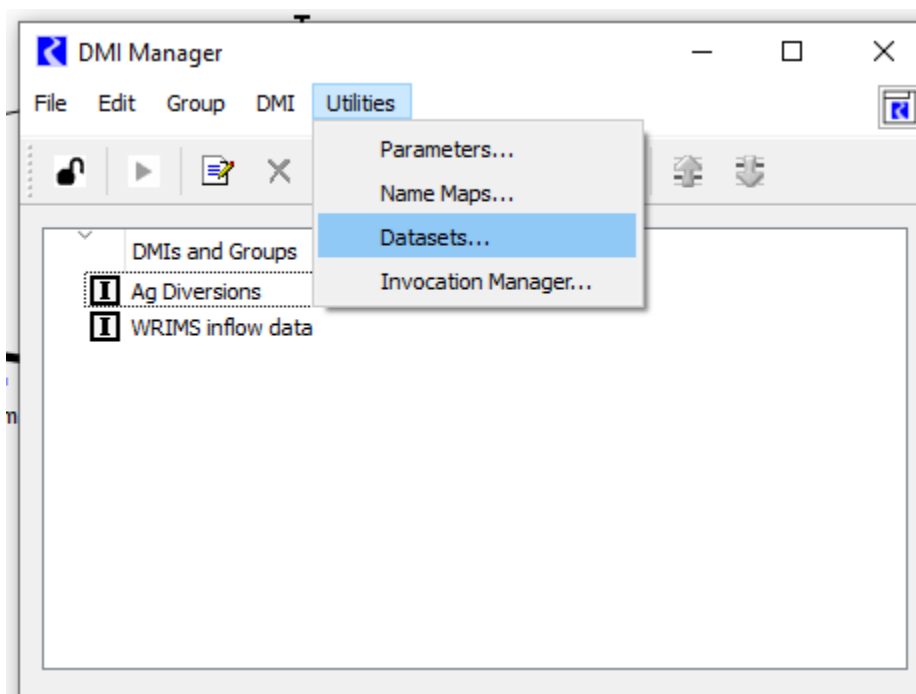 DMI Manager
File Edit Group DMI Utilities
Parameters...
Name Maps...
Datasets...
Invocation Manager...
DMIs and Groups
I Ag Diversions
I WRIMS inflow data
m